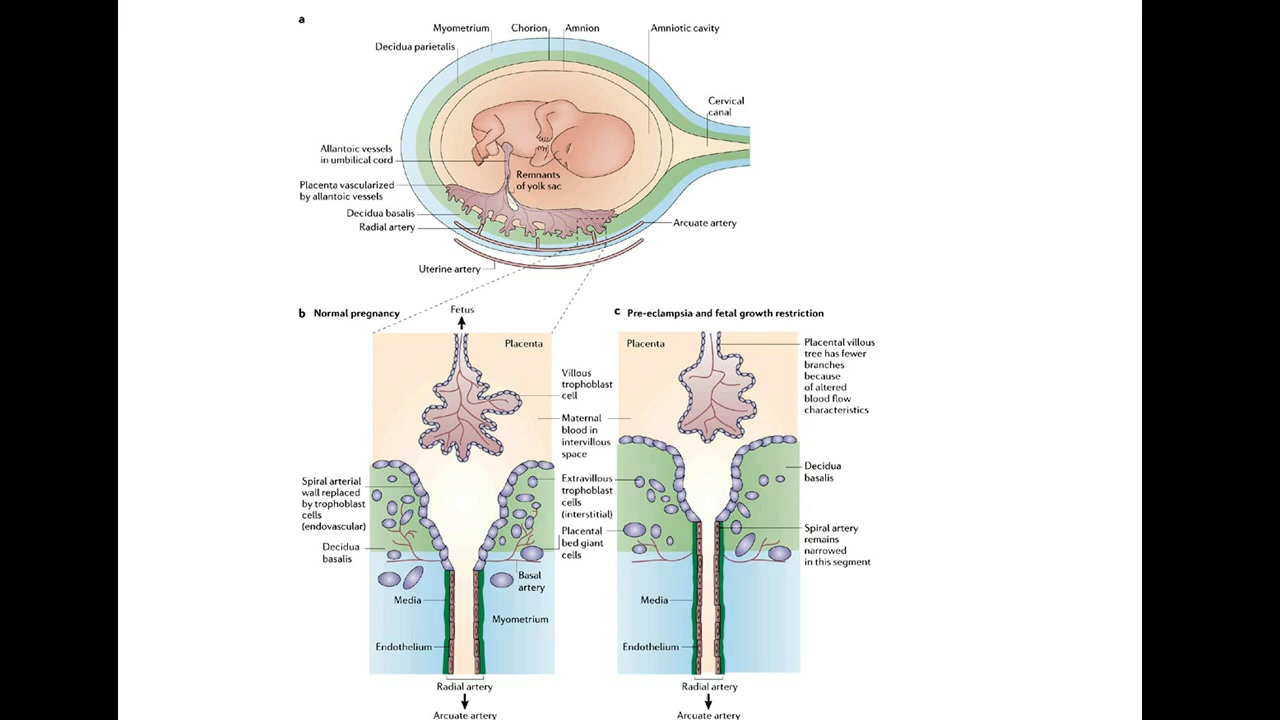 a
Myometrium
Chorion
Amnion
Amniotic cavity
Decidua parietalis
Cervical
canal
Allantoic vessels
in umbilical cord
Remnants
of yolk sac
Placenta vascularized
by allantoic vessels
Decidua basalis
Radial artery
Arcuate artery
Uterine artery
b Normal pregnancy
Fetus
Placenta
Villous
trophoblast
cell
Maternal
blood in
intervillous
space
Spiral arterial
wall replaced
by trophoblast
cells
(endovascular)
Extravillous
trophoblast
cells
(interstitial)
Decidua
basalis
Placental
bed giant
cells
Basal
artery
Media
Myometrium
Endothelium
Radial artery
Arcuate artery
c Pre-eclampsia and fetal growth restriction
Placenta
Placental villous
tree has fewer
branches
because
of altered
blood flow
characteristics
Decidua
basalis
Spiral artery
remains
narrowed
in this segment
Media
Endothelium
Radial artery
Arcuate artery